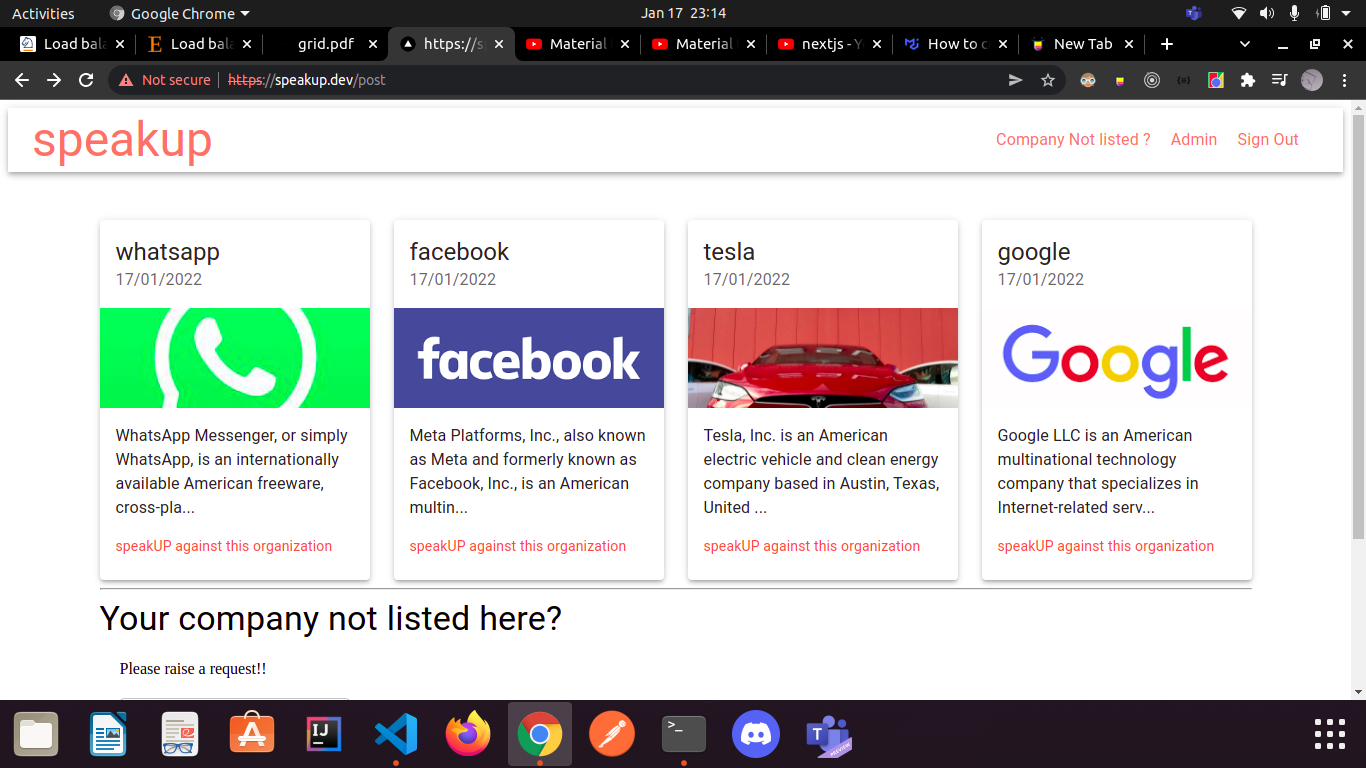 Activities
Google Chrome
Jan 17 23:14
Load bala
Load bala
grid.pdf
https://s
Material
Material
nextjs - Y
How to c
New Tab
Not secure
https://speakup.dev/post
speakup
Company Not listed ?
Admin
Sign Out
whatsapp
17/01/2022
WhatsApp Messenger, or simply
WhatsApp, is an internationally
available American freeware,
cross-pla...
speakUP against this organization
facebook
17/01/2022
facebook
Meta Platforms, Inc., also known
as Meta and formerly known as
Facebook, Inc., is an American
multin...
speakUP against this organization
tesla
17/01/2022
Tesla, Inc. is an American
electric vehicle and clean energy
company based in Austin, Texas,
United ...
speakUP against this organization
google
17/01/2022
Google
Google LLC is an American
multinational technology
company that specializes in
Internet-related serv...
speakUP against this organization
Your company not listed here?
Please raise a request!!